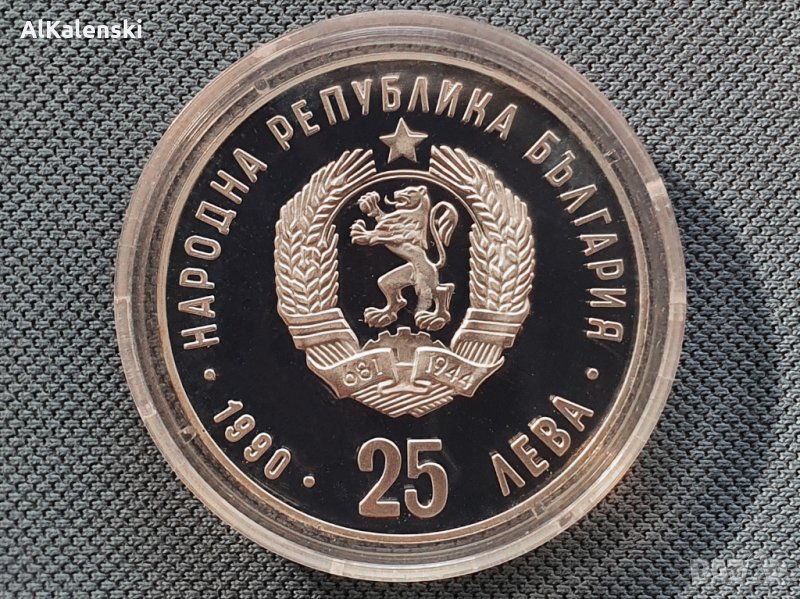 AlKalenski
НАРОДНА РЕПУБЛИКА БЪЛГАРИЯ
681 1944
· 1990 · 25 ЛЕВА ·